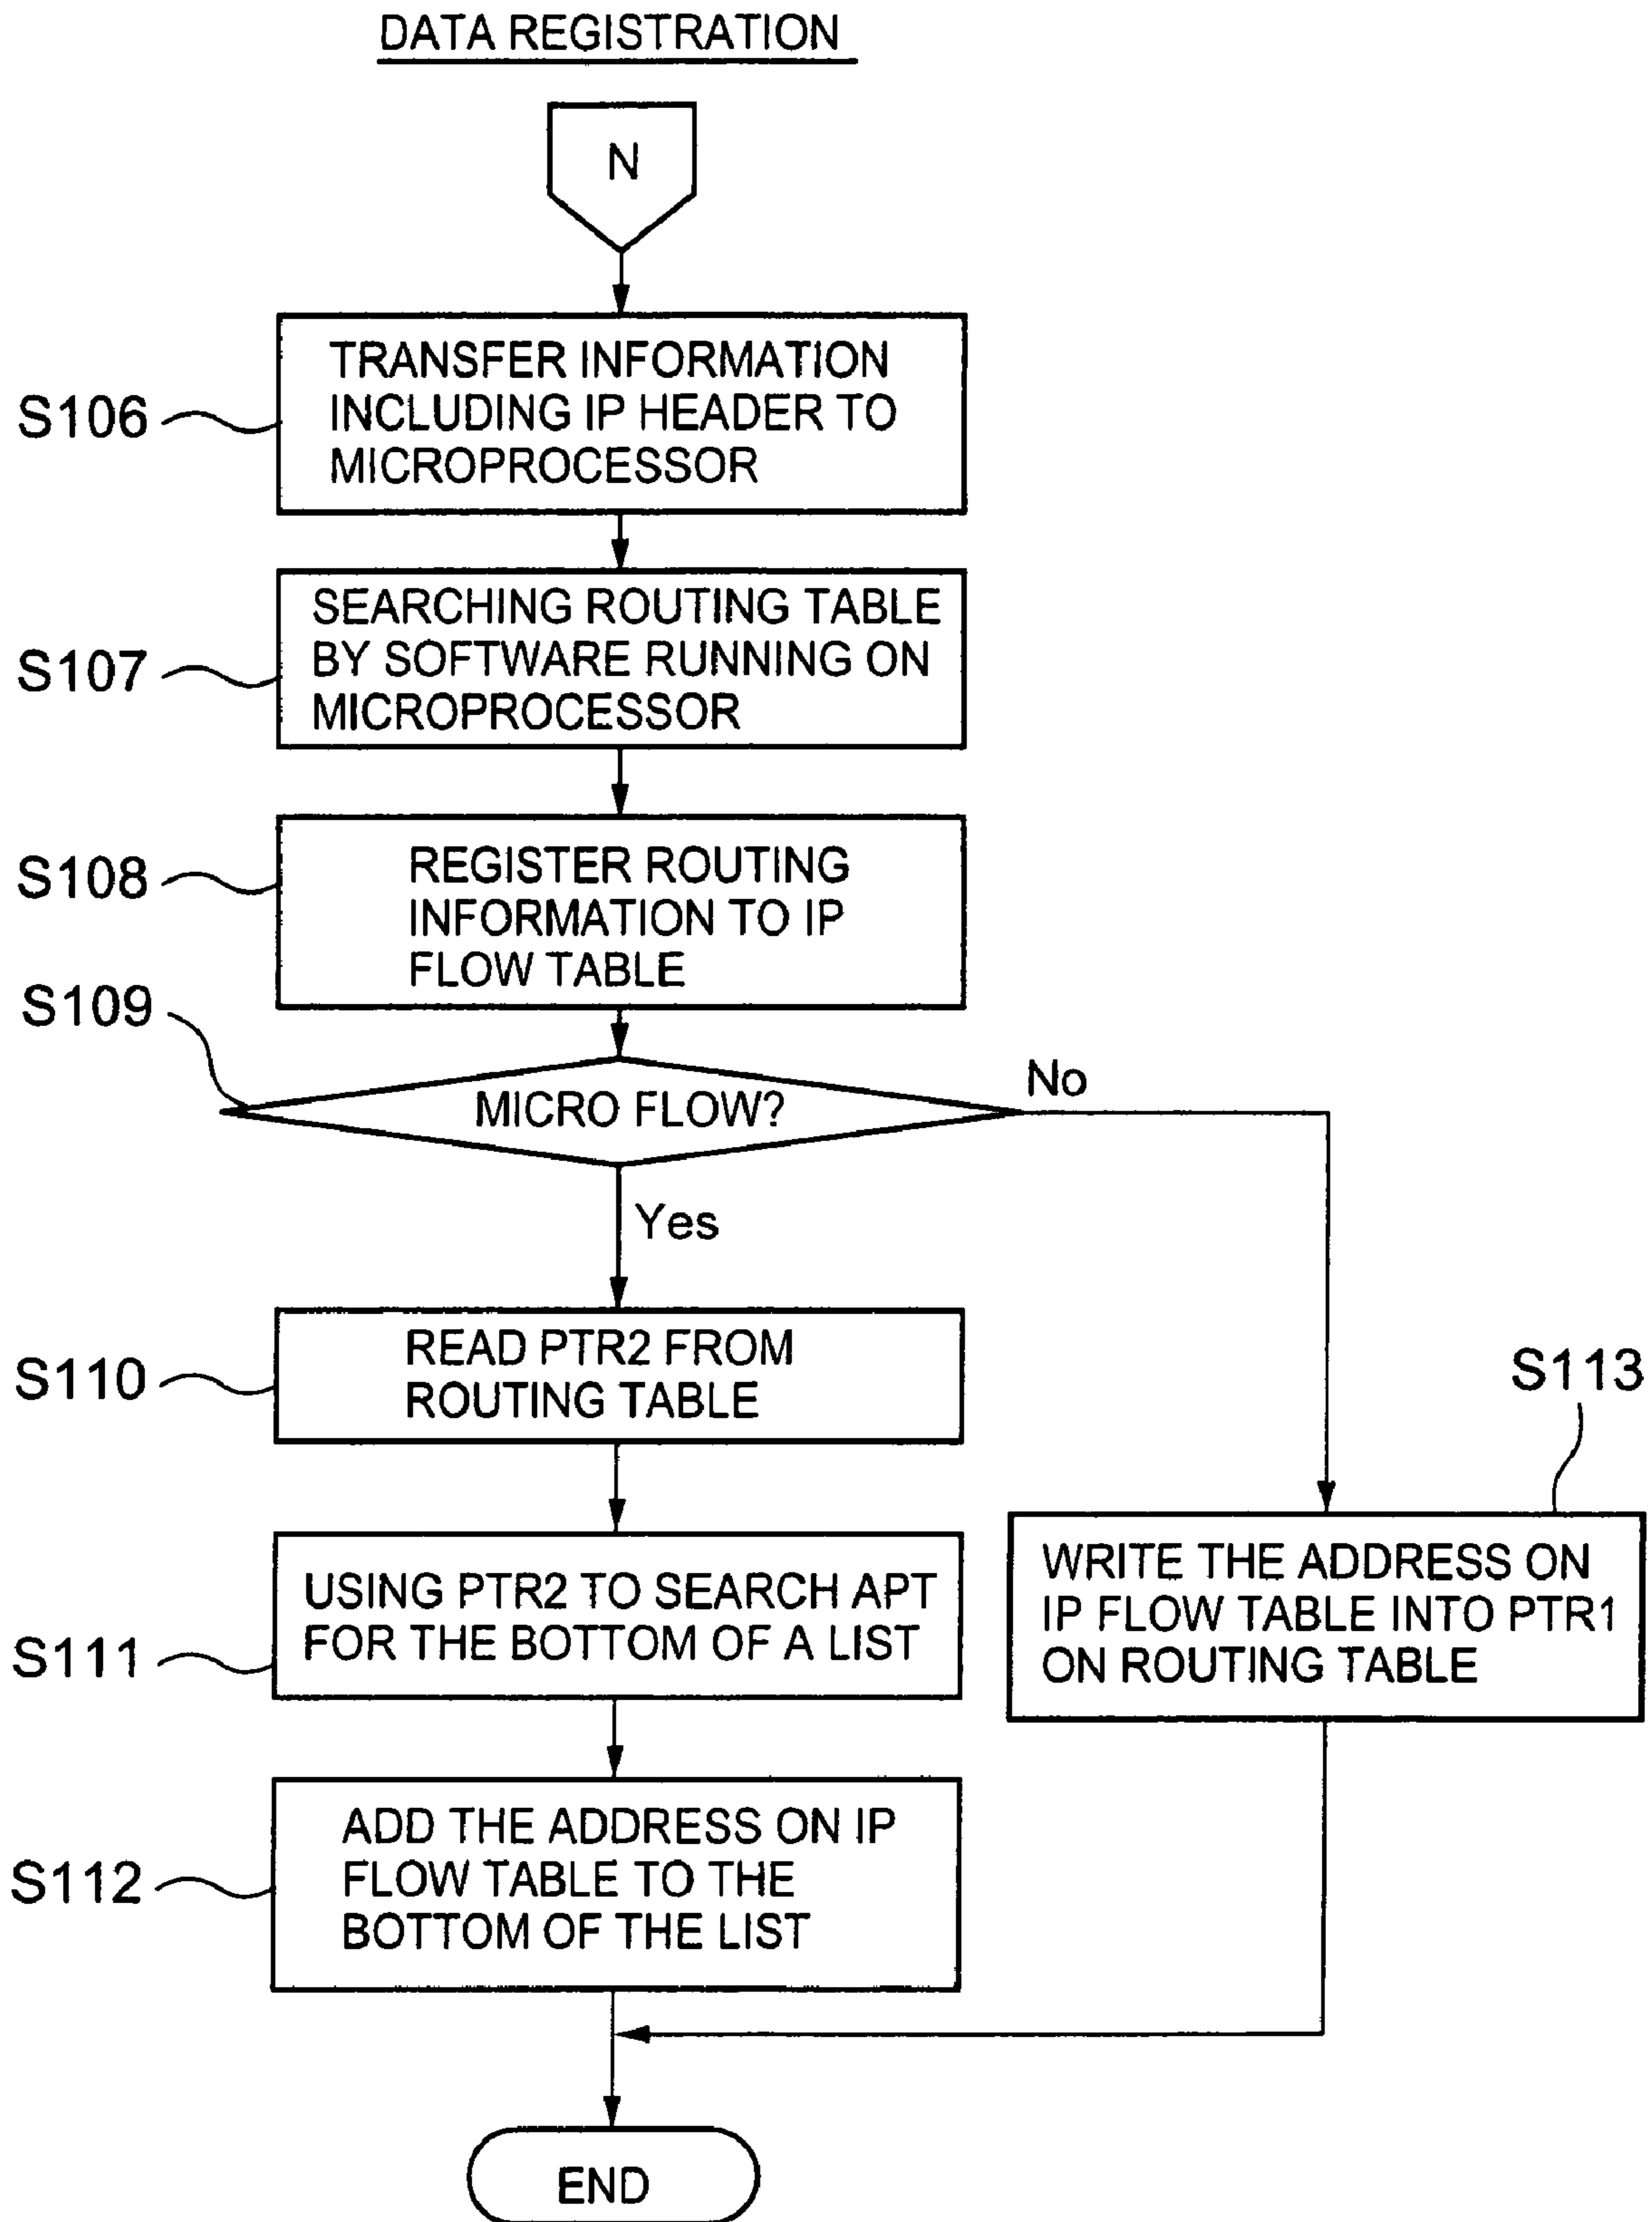 DATA REGISTRATION
N
S106
TRANSFER INFORMATION
INCLUDING IP HEADER TO
MICROPROCESSOR
S107
SEARCHING ROUTING TABLE
BY SOFTWARE RUNNING ON
MICROPROCESSOR
S108
REGISTER ROUTING
INFORMATION TO IP
FLOW TABLE
S109
MICRO FLOW?
No
Yes
S110
READ PTR2 FROM
ROUTING TABLE
S113
WRITE THE ADDRESS ON
IP FLOW TABLE INTO PTR1
ON ROUTING TABLE
S111
USING PTR2 TO SEARCH APT
FOR THE BOTTOM OF A LIST
S112
ADD THE ADDRESS ON IP
FLOW TABLE TO THE
BOTTOM OF THE LIST
END